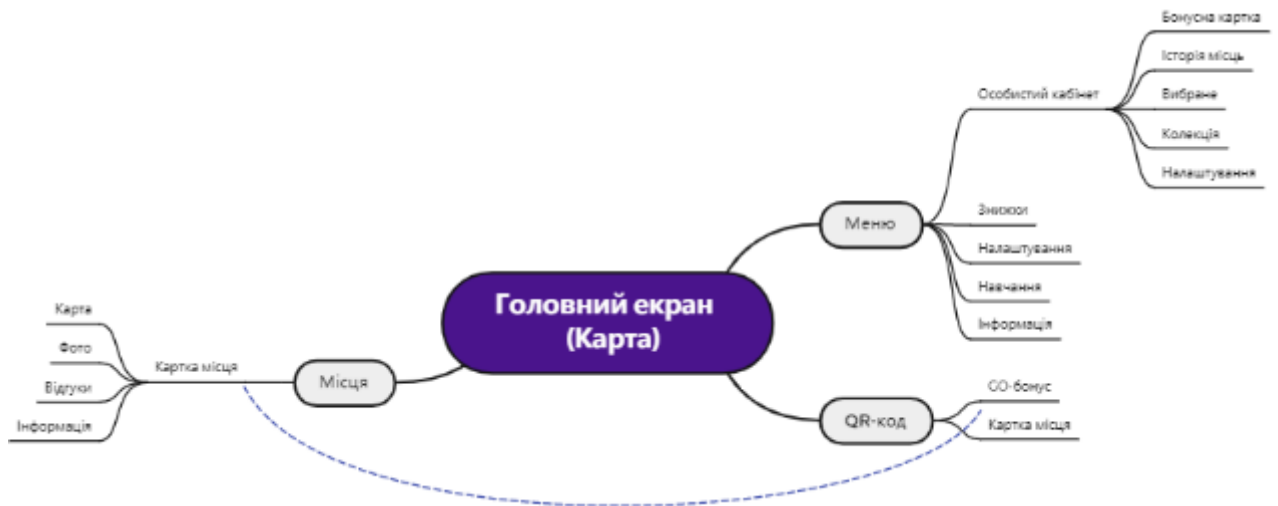 Бонусна картка
Історія місць
Особистий кабінет
Вибране
Колекція
Налаштування
Меню
Знижки
Налаштування
Навчання
Інформація
Головний екран
(Карта)
Карта
Фото
Картка місця
Відгуки
Інформація
Місця
QR-код
GO-бонус
Картка місця